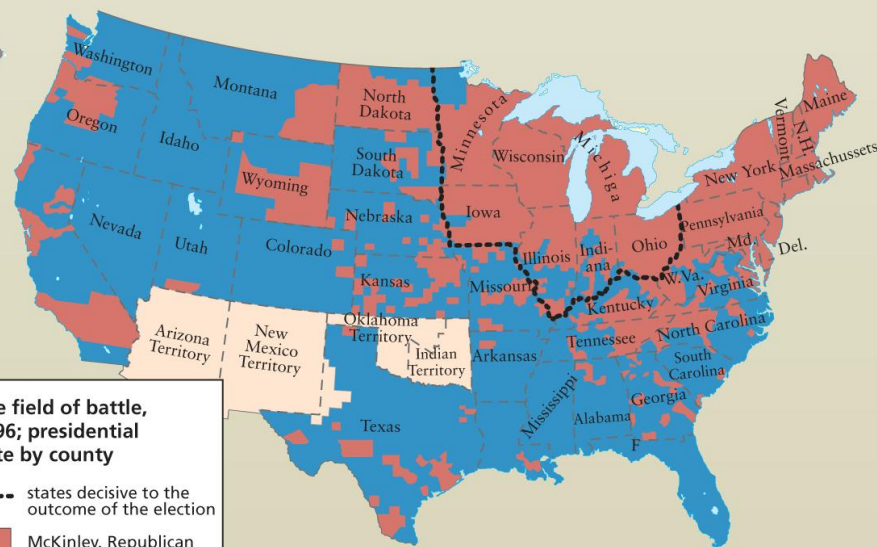 Washington
Montana
North
Dakota
Minnesota
Oregon
Idaho
Wyoming
South
Dakota
Wisconsin
Michiga
Maine
Vermont
N.H
New York
Massachussets
Nevada
Utah
Colorado
Nebraska
Iowa
Illinois
Indi-
ana
Ohio
Pennsylvania
Md.
Del.
Kansas
Missouri
W.Va.
Virginia
Kentucky
Arizona
Territory
New
Mexico
Territory
Oklahoma
Territory
Indian
Territory
Arkansas
Tennessee
North Carolina
South
Carolina
Texas
Mississippi
Alabama
Georgia
F
e field of battle,
96; presidential
te by county
states decisive to the
outcome of the election
McKinley, Republican